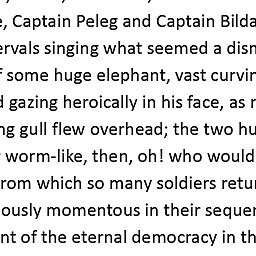 , Captain Peleg and Captain Bilda
ervals singing what seemed a dism
f some huge elephant, vast curvin
d gazing heroically in his face, as
ng gull flew overhead; the two hu
worm-like, then, oh! who would
rom which so many soldiers retu
ously momentous in their sequen
nt of the eternal democracy in th